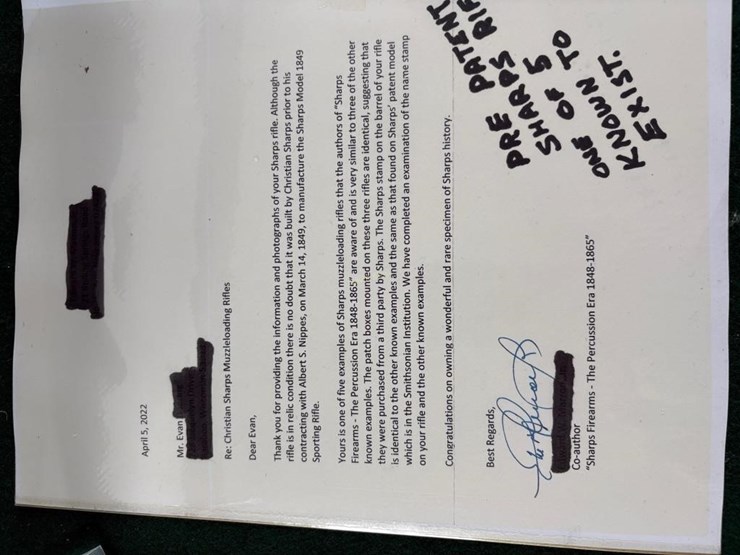 April 5, 2022
Mr. Evan
Re: Christian Sharps Muzzleloading Rifles
Dear Evan,
Thank you for providing the information and photographs of your Sharps rifle. Although the
rifle is in relic condition there is no doubt that it was built by Christian Sharps prior to his
contracting with Albert S. Nippes, on March 14, 1849, to manufacture the Sharps Model 1849
Sporting Rifle.
Yours is one of five examples of Sharps muzzleloading rifles that the authors of "Sharps
Firearms - The Percussion Era 1848-1865" are aware of and is very similar to three of the other
known examples. The patch boxes mounted on these three rifles are identical, suggesting that
they were purchased from a third party by Sharps. The Sharps stamp on the barrel of your rifle
is identical to the other known examples and the same as that found on Sharps' patent model
which is in the Smithsonian Institution. We have completed an examination of the name stamp
on your rifle and the other known examples.
Congratulations on owning a wonderful and rare specimen of Sharps history.
Best Regards,
Co-author
"Sharps Firearms - The Percussion Era 1848-1865"
PRE PATENT
SHARPS RIF
ONE OF 5
KNOWN TO
EXIST.